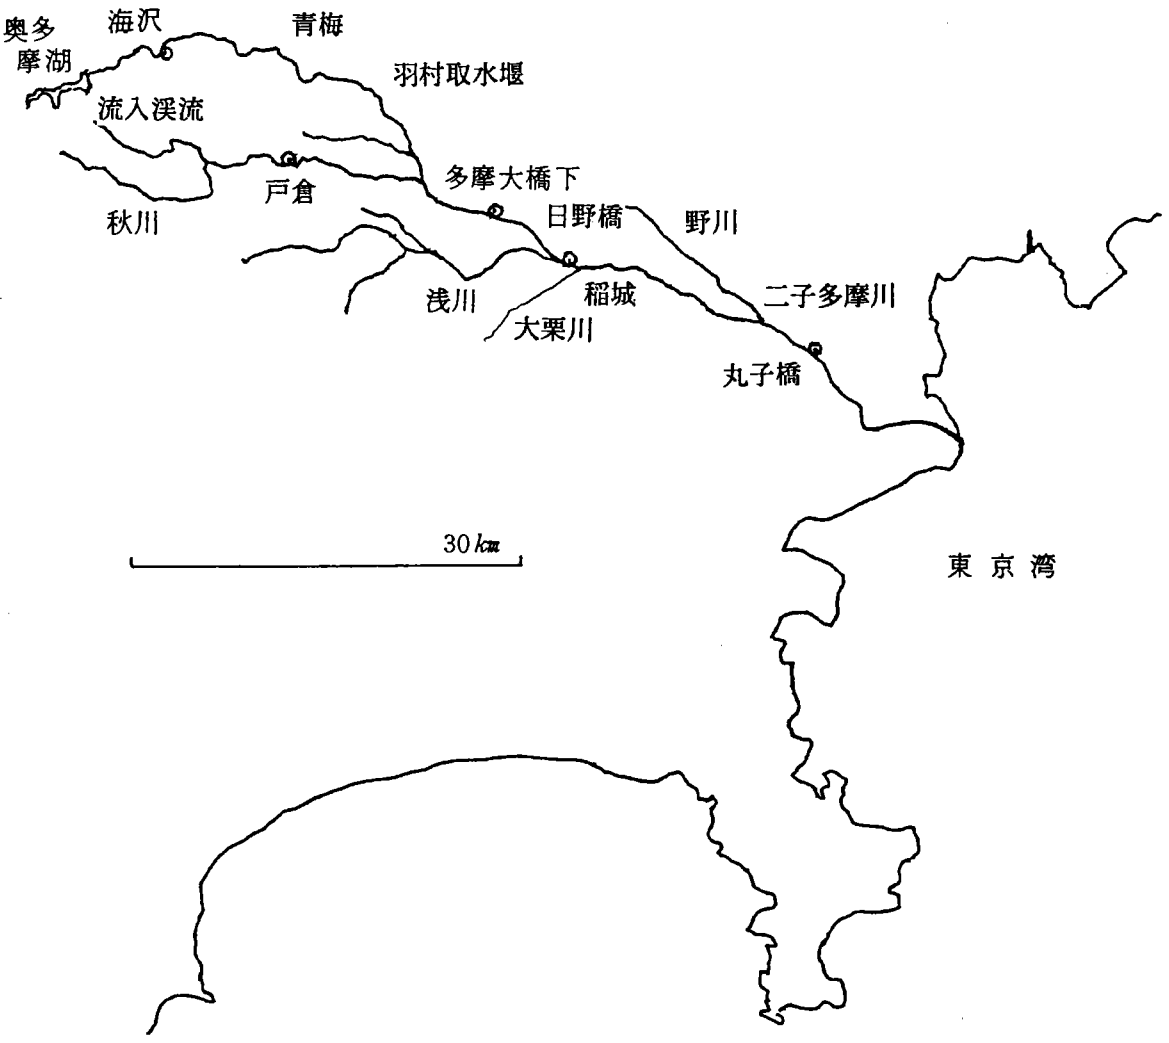 奥多
摩湖
海沢
青梅
羽村取水堰
流入渓流
戸倉
秋川
多摩大橋下
日野橋
野川
浅川
稲城
大栗川
二子多摩川
丸子橋
30km
東京湾